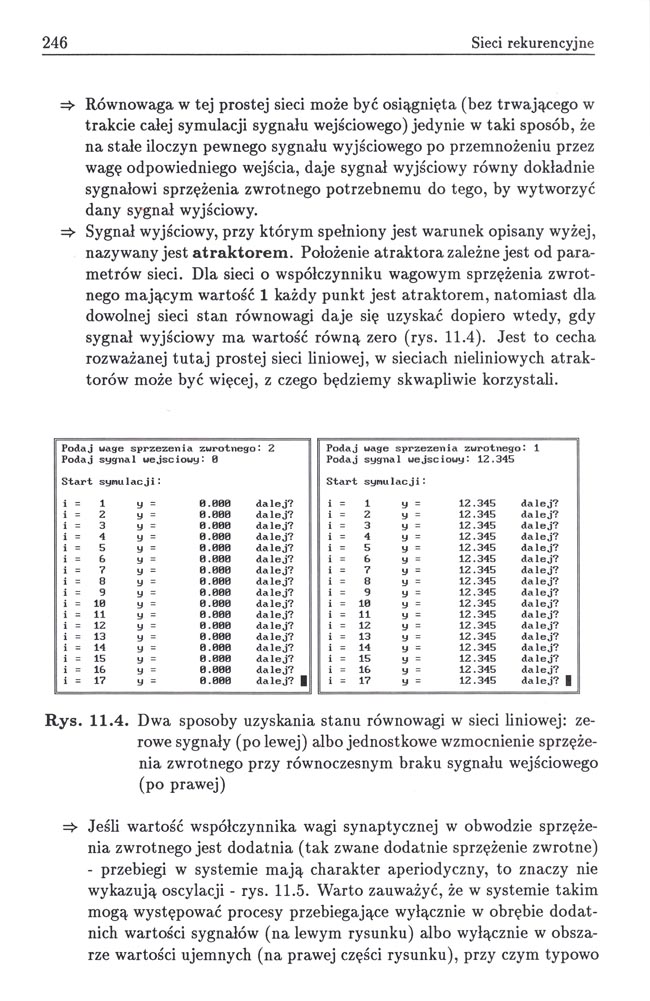 246 Sieci rekurencyjne
⇒ Równowaga w tej prostej sieci może być osiągnięta (bez trwającego w
trakcie całej symulacji sygnału wejściowego) jedynie w taki sposób, że
na stałe iloczyn pewnego sygnału wyjściowego po przemnożeniu przez
wagę odpowiedniego wejścia, daje sygnał wyjściowy równy dokładnie
sygnałowi sprzężenia zwrotnego potrzebnemu do tego, by wytworzyć
dany sygnał wyjściowy.
⇒ Sygnał wyjściowy, przy którym spełniony jest warunek opisany wyżej,
nazywany jest atraktorem. Położenie atraktora zależne jest od para-
metrów sieci. Dla sieci o współczynniku wagowym sprzężenia zwrot-
nego mającym wartość 1 każdy punkt jest atraktorem, natomiast dla
dowolnej sieci stan równowagi daje się uzyskać dopiero wtedy, gdy
sygnał wyjściowy ma wartość równą zero (rys. 11.4). Jest to cecha
rozważanej tutaj prostej sieci liniowej, w sieciach nieliniowych atrak-
torów może być więcej, z czego będziemy skwapliwie korzystali.
Podaj wage sprzezenia zwrotnego: 2
Podaj sygnal wejsciowy: 0
Start symulacji:
i = 1 y = 0.000 dalej?
i = 2 y = 0.000 dalej?
i = 3 y = 0.000 dalej?
i = 4 y = 0.000 dalej?
i = 5 y = 0.000 dalej?
i = 6 y = 0.000 dalej?
i = 7 y = 0.000 dalej?
i = 8 y = 0.000 dalej?
i = 9 y = 0.000 dalej?
i = 10 y = 0.000 dalej?
i = 11 y = 0.000 dalej?
i = 12 y = 0.000 dalej?
i = 13 y = 0.000 dalej?
i = 14 y = 0.000 dalej?
i = 15 y = 0.000 dalej?
i = 16 y = 0.000 dalej?
i = 17 y = 0.000 dalej?
Podaj wage sprzezenia zwrotnego: 1
Podaj sygnal wejsciowy: 12.345
Start symulacji:
i = 1 y = 12.345 dalej?
i = 2 y = 12.345 dalej?
i = 3 y = 12.345 dalej?
i = 4 y = 12.345 dalej?
i = 5 y = 12.345 dalej?
i = 6 y = 12.345 dalej?
i = 7 y = 12.345 dalej?
i = 8 y = 12.345 dalej?
i = 9 y = 12.345 dalej?
i = 10 y = 12.345 dalej?
i = 11 y = 12.345 dalej?
i = 12 y = 12.345 dalej?
i = 13 y = 12.345 dalej?
i = 14 y = 12.345 dalej?
i = 15 y = 12.345 dalej?
i = 16 y = 12.345 dalej?
i = 17 y = 12.345 dalej?
Rys. 11.4. Dwa sposoby uzyskania stanu równowagi w sieci liniowej: ze-
rowe sygnały (po lewej) albo jednostkowe wzmocnienie sprzęże-
nia zwrotnego przy równoczesnym braku sygnału wejściowego
(po prawej)
⇒ Jeśli wartość współczynnika wagi synaptycznej w obwodzie sprzęże-
nia zwrotnego jest dodatnia (tak zwane dodatnie sprzężenie zwrotne)
- przebiegi w systemie mają charakter aperiodyczny, to znaczy nie
wykazują oscylacji - rys. 11.5. Warto zauważyć, że w systemie takim
mogą występować procesy przebiegające wyłącznie w obrębie dodat-
nich wartości sygnałów (na lewym rysunku) albo wyłącznie w obsza-
rze wartości ujemnych (na prawej części rysunku), przy czym typowo